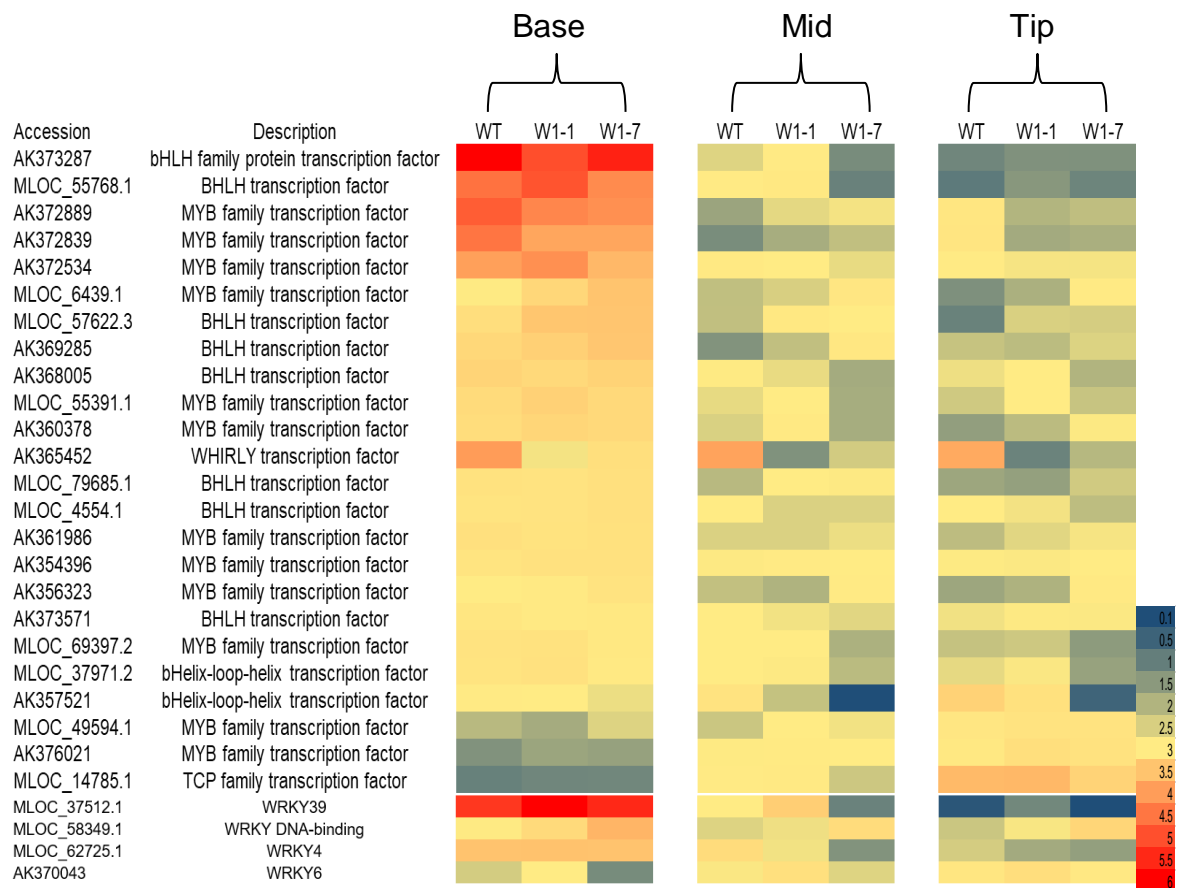 Base Mid Tip
Accession Description WT W1-1 W1-7 WT W1-1 W1-7 WT W1-1 W1-7
AK373287 bHLH family protein transcription factor
MLOC_55768.1 BHLH transcription factor
AK372889 MYB family transcription factor
AK372839 MYB family transcription factor
AK372534 MYB family transcription factor
MLOC_6439.1 MYB family transcription factor
MLOC_57622.3 BHLH transcription factor
AK369285 BHLH transcription factor
AK368005 BHLH transcription factor
MLOC_55391.1 MYB family transcription factor
AK360378 MYB family transcription factor
AK365452 WHIRLY transcription factor
MLOC_79685.1 BHLH transcription factor
MLOC_4554.1 BHLH transcription factor
AK361986 MYB family transcription factor
AK354396 MYB family transcription factor
AK356323 MYB family transcription factor
AK373571 BHLH transcription factor
MLOC_69397.2 MYB family transcription factor
MLOC_37971.2 bHelix-loop-helix transcription factor
AK357521 bHelix-loop-helix transcription factor
MLOC_49594.1 MYB family transcription factor
AK376021 MYB family transcription factor
MLOC_14785.1 TCP family transcription factor
MLOC_37512.1 WRKY39
MLOC_58349.1 WRKY DNA-binding
MLOC_62725.1 WRKY4
AK370043 WRKY6
0.1
0.5
1
1.5
2
2.5
3
3.5
4
4.5
5
5.5
6